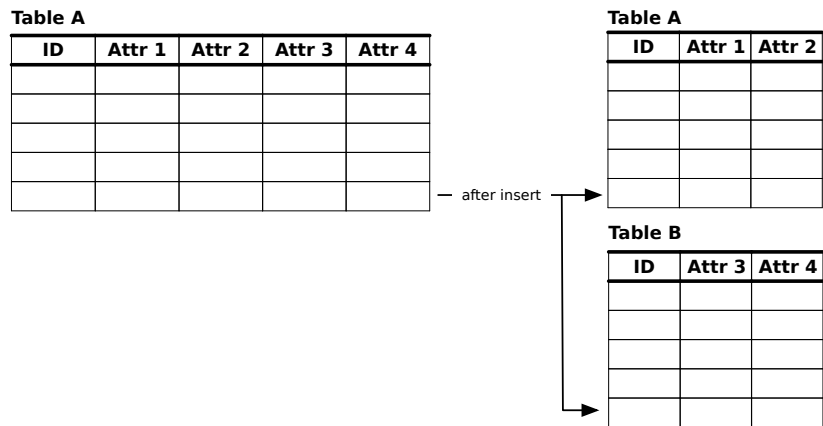 Table A
ID Attr 1 Attr 2 Attr 3 Attr 4
after insert
Table A
ID Attr 1 Attr 2
Table B
ID Attr 3 Attr 4